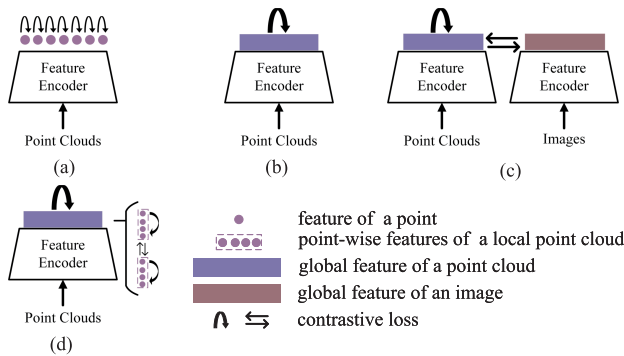 Feature
Encoder
Point Clouds
(a)
Feature
Encoder
Point Clouds
(b)
Feature
Encoder
Point Clouds
Feature
Encoder
Images
(c)
Feature
Encoder
Point Clouds
(d)
feature of a point
point-wise features of a local point cloud
global feature of a point cloud
global feature of an image
contrastive loss